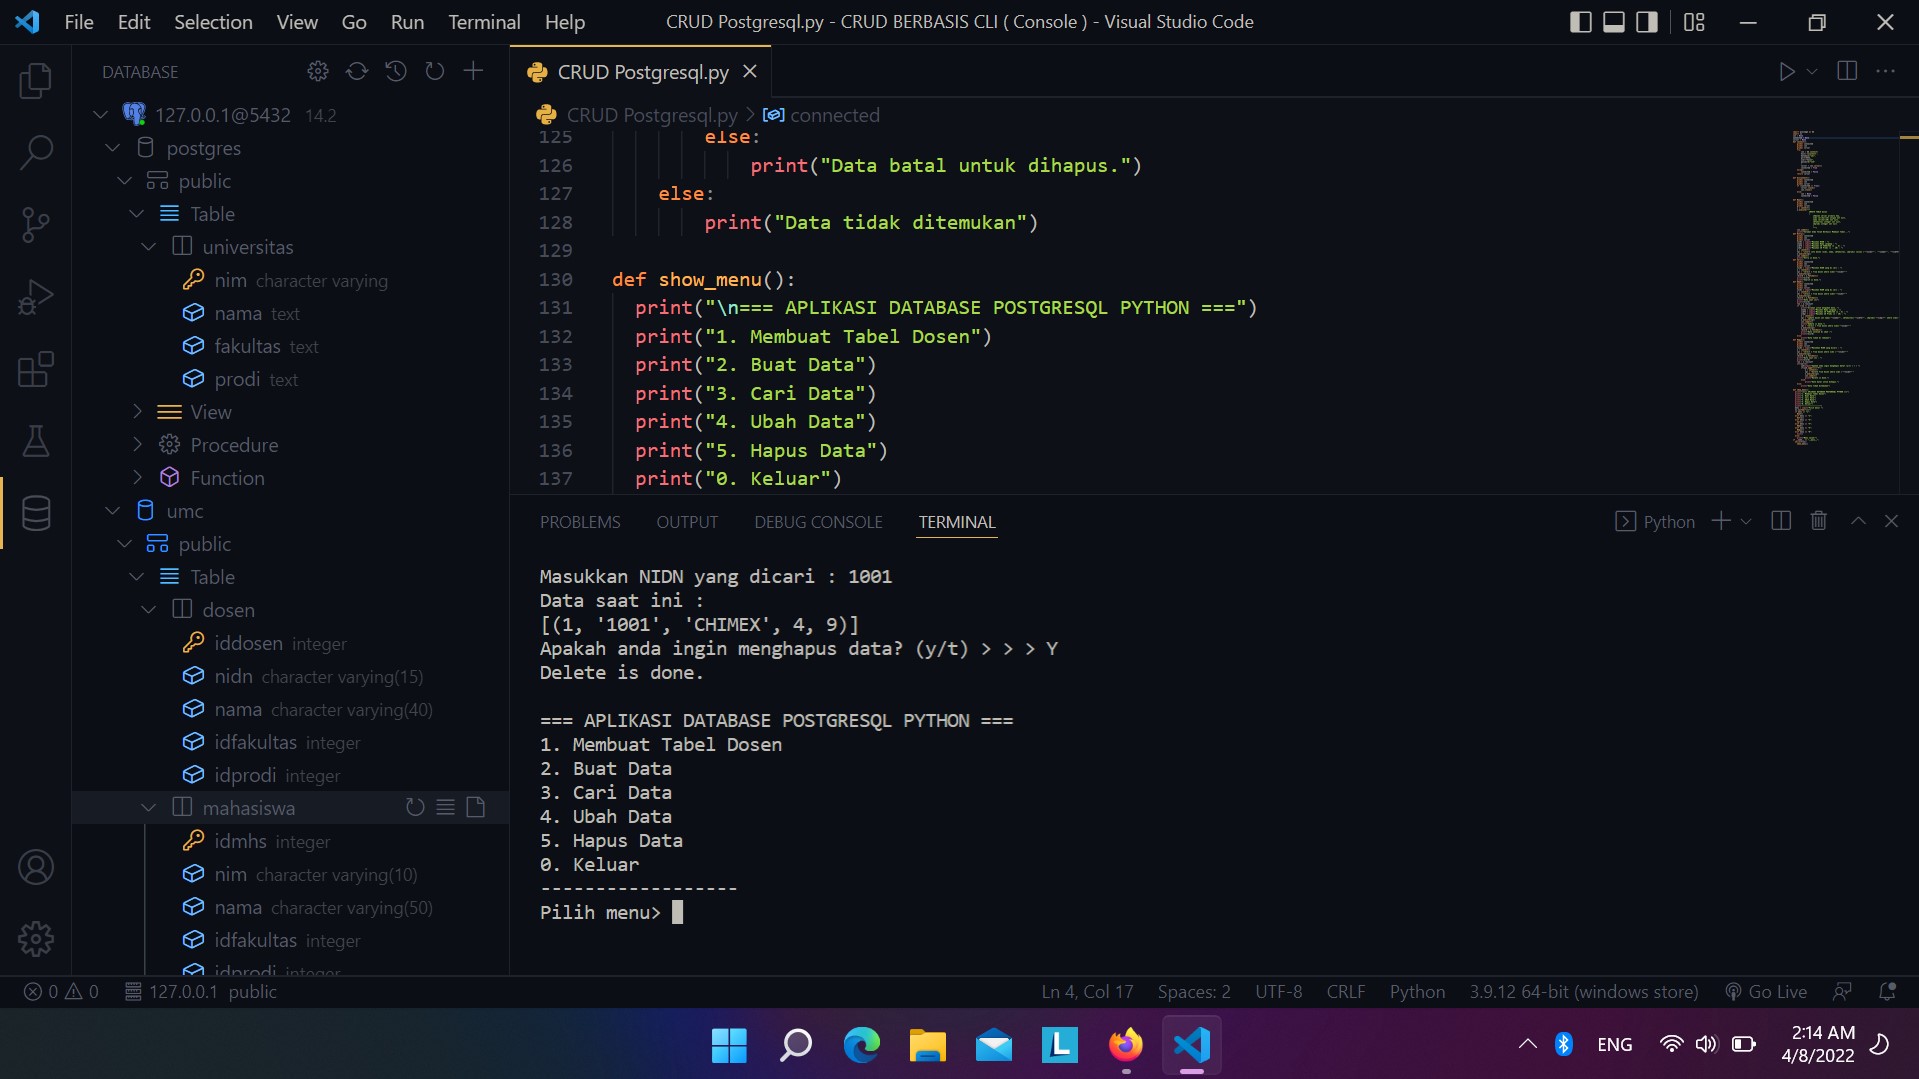 File Edit Selection View Go Run Terminal Help
CRUD Postgresql.py - CRUD BERBASIS CLI ( Console ) - Visual Studio Code
DATABASE
127.0.0.1@5432 14.2
postgres
public
Table
universitas
nim character varying
nama text
fakultas text
prodi text
View
Procedure
Function
umc
public
Table
dosen
iddosen integer
nidn character varying(15)
nama character varying(40)
idfakultas integer
idprodi integer
mahasiswa
idmhs integer
nim character varying(10)
nama character varying(50)
idfakultas integer
idprodi integer
CRUD Postgresql.py
CRUD Postgresql.py > connected
125 else:
126 print("Data batal untuk dihapus.")
127 else:
128 print("Data tidak ditemukan")
129
130 def show_menu():
131 print("\n=== APLIKASI DATABASE POSTGRESQL PYTHON ===")
132 print("1. Membuat Tabel Dosen")
133 print("2. Buat Data")
134 print("3. Cari Data")
135 print("4. Ubah Data")
136 print("5. Hapus Data")
137 print("0. Keluar")
PROBLEMS OUTPUT DEBUG CONSOLE TERMINAL
Python
Masukkan NIDN yang dicari : 1001
Data saat ini :
[(1, '1001', 'CHIMEX', 4, 9)]
Apakah anda ingin menghapus data? (y/t) > > > Y
Delete is done.
=== APLIKASI DATABASE POSTGRESQL PYTHON ===
1. Membuat Tabel Dosen
2. Buat Data
3. Cari Data
4. Ubah Data
5. Hapus Data
0. Keluar
------------------
Pilih menu>
0 0 127.0.0.1 public
Ln 4, Col 17 Spaces: 2 UTF-8 CRLF Python 3.9.12 64-bit (windows store) Go Live
L
ENG
2:14 AM
4/8/2022